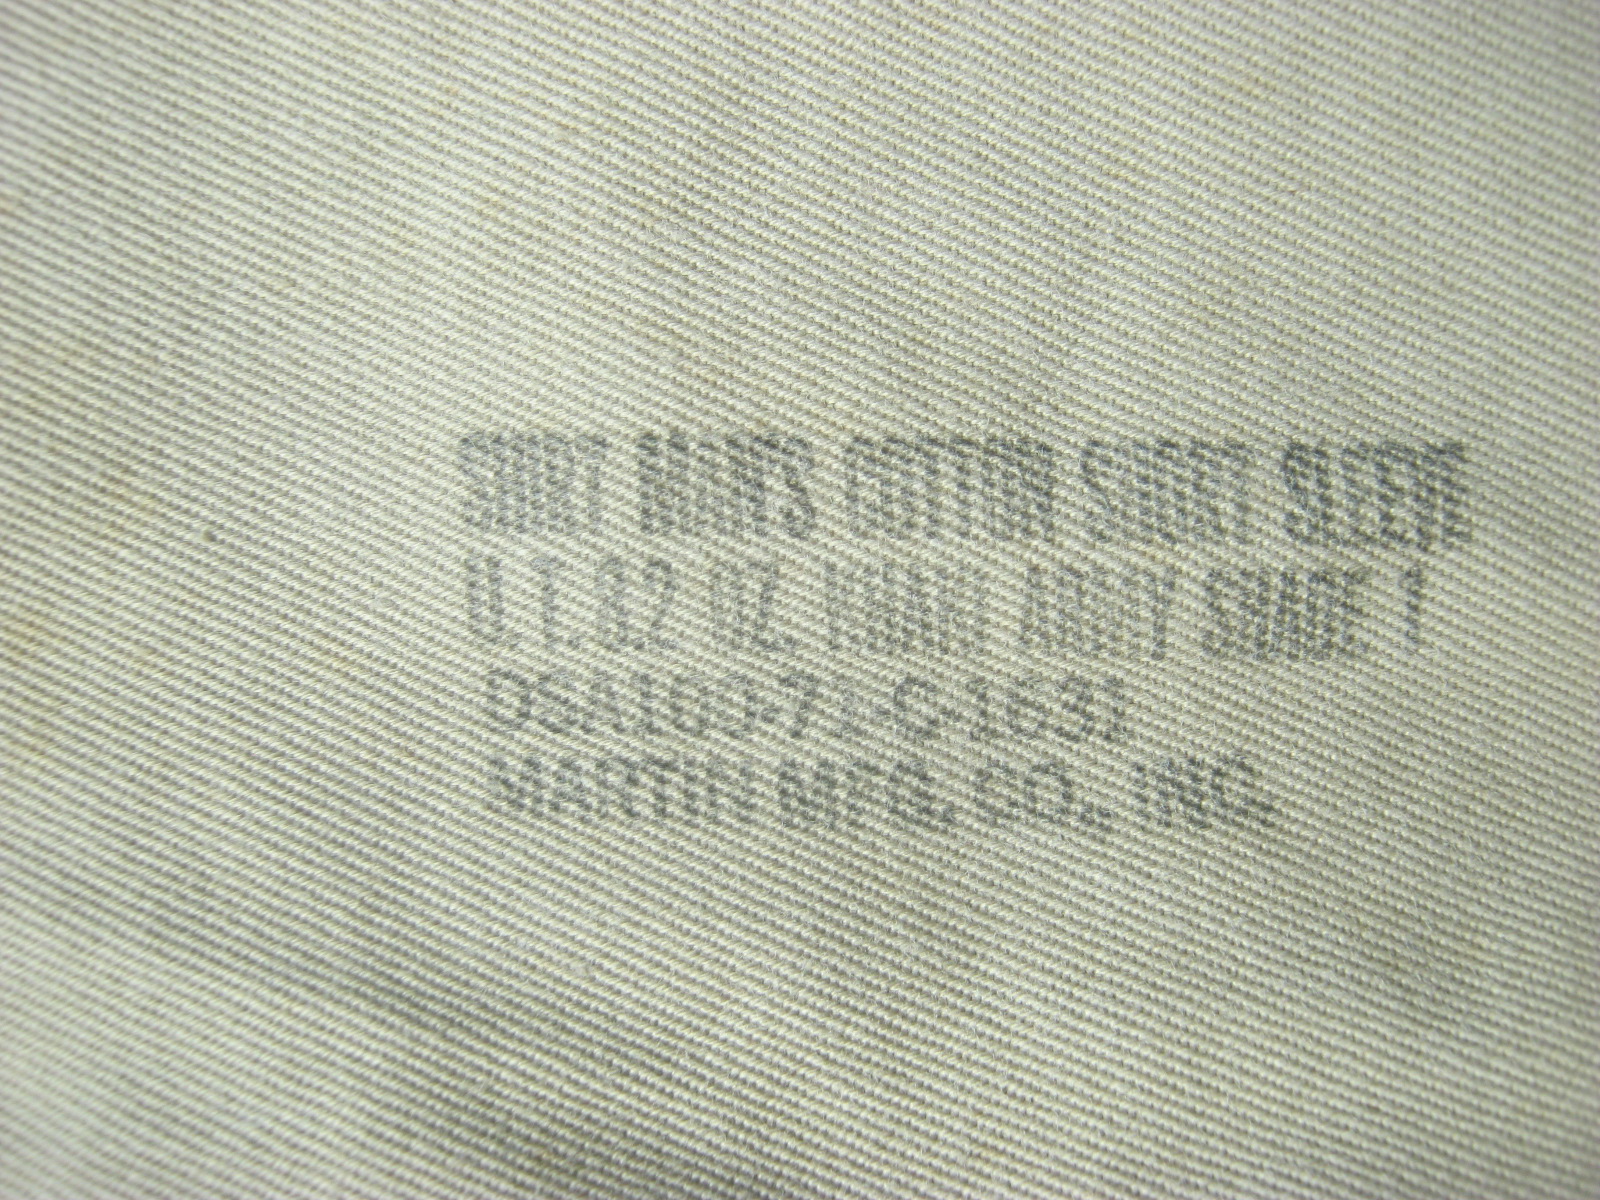 SHIRT MAN'S COTTON SHORT SLEEVE
U.T. 8.2 OZ. KHAKI ARMY SHADE 1
DSA100-71-C-1631
MARTIN MFG. CO., INC.